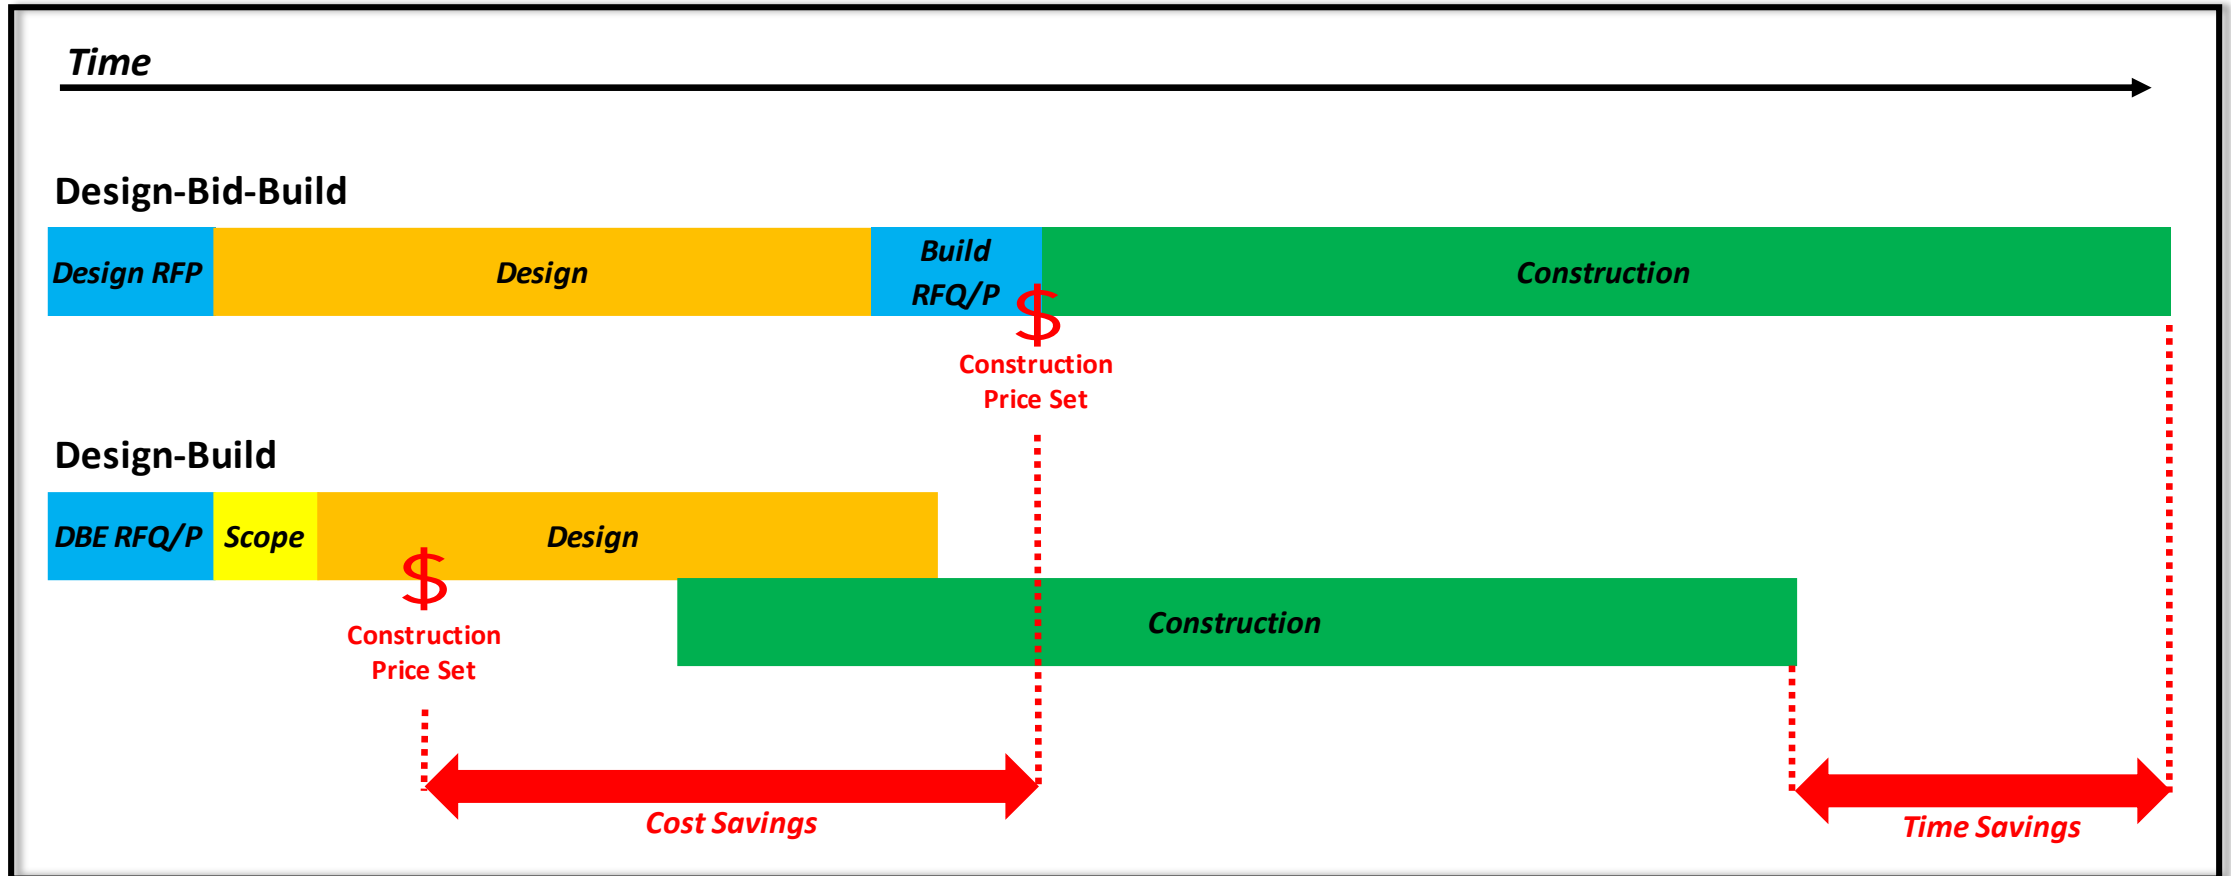 Time
Design-Bid-Build
Design RFP
Design
Build
RFQ/P
Construction
$
Construction
Price Set
Design-Build
DBE RFQ/P
Scope
Design
$
Construction
Price Set
Construction
Cost Savings
Time Savings